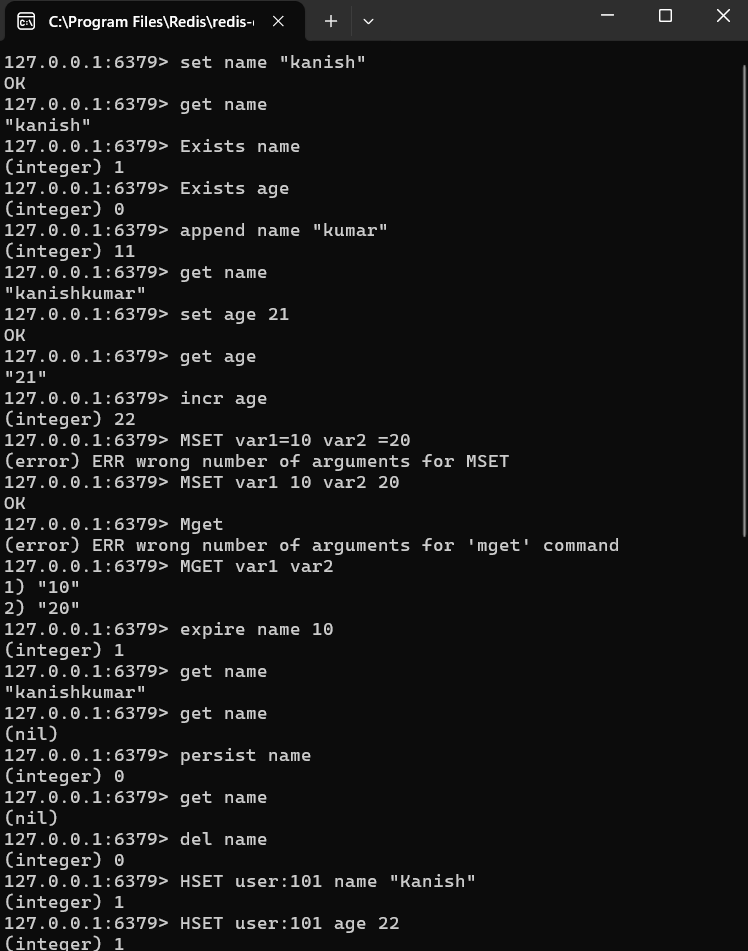 C:\Program Files\Redis\redis-
127.0.0.1:6379> set name "kanish"
OK
127.0.0.1:6379> get name
"kanish"
127.0.0.1:6379> Exists name
(integer) 1
127.0.0.1:6379> Exists age
(integer) 0
127.0.0.1:6379> append name "kumar"
(integer) 11
127.0.0.1:6379> get name
"kanishkumar"
127.0.0.1:6379> set age 21
OK
127.0.0.1:6379> get age
"21"
127.0.0.1:6379> incr age
(integer) 22
127.0.0.1:6379> MSET var1=10 var2 =20
(error) ERR wrong number of arguments for MSET
127.0.0.1:6379> MSET var1 10 var2 20
OK
127.0.0.1:6379> Mget
(error) ERR wrong number of arguments for 'mget' command
127.0.0.1:6379> MGET var1 var2
1) "10"
2) "20"
127.0.0.1:6379> expire name 10
(integer) 1
127.0.0.1:6379> get name
"kanishkumar"
127.0.0.1:6379> get name
(nil)
127.0.0.1:6379> persist name
(integer) 0
127.0.0.1:6379> get name
(nil)
127.0.0.1:6379> del name
(integer) 0
127.0.0.1:6379> HSET user:101 name "Kanish"
(integer) 1
127.0.0.1:6379> HSET user:101 age 22
(integer) 1